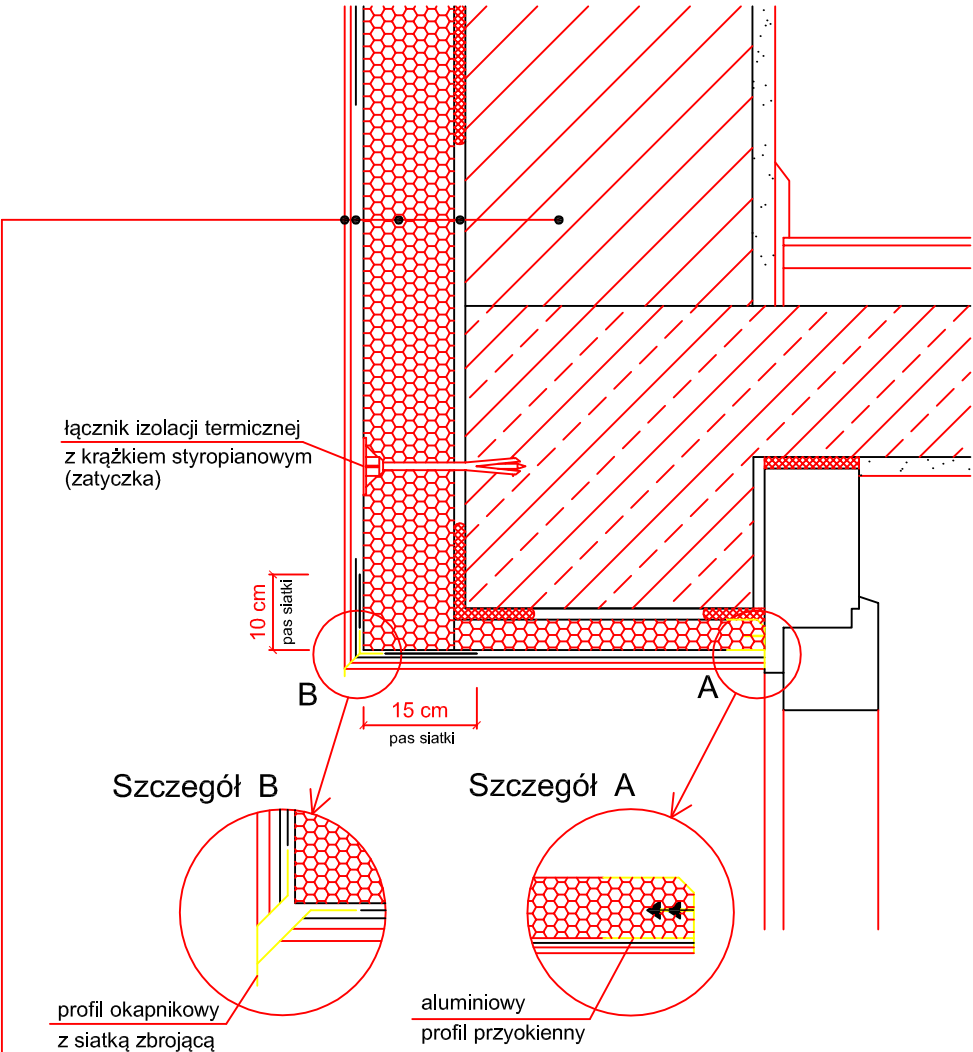 łącznik izolacji termicznej
z krążkiem styropianowym
(zatyczka)
10 cm
pas siatki
B
A
15 cm
pas siatki
Szczegół B
Szczegół A
profil okapnikowy
z siatką zbrojącą
aluminiowy
profil przyokienny